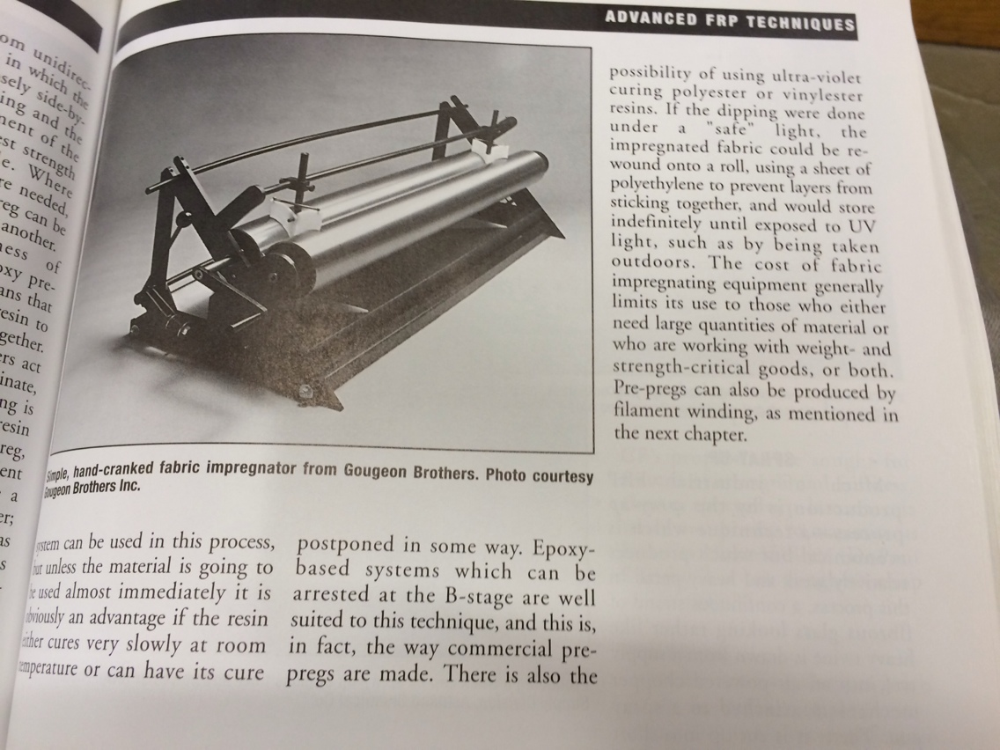 ADVANCED FRP TECHNIQUES
om unidirec-
in which the
sely side-by-
ing and the
ment of the
est strength
e. Where
re needed,
reg can be
another.
ness of
oxy pre-
ans that
resin to
gether.
ers act
inate,
ng is
resin
reg,
ent
a
er;
as
s
Simple, hand-cranked fabric impregnator from Gougeon Brothers. Photo courtesy
Gougeon Brothers Inc.
ystem can be used in this process,
but unless the material is going to
be used almost immediately it is
obviously an advantage if the resin
either cures very slowly at room
temperature or can have its cure
postponed in some way. Epoxy-
based systems which can be
arrested at the B-stage are well
suited to this technique, and this is,
in fact, the way commercial pre-
pregs are made. There is also the
possibility of using ultra-violet
curing polyester or vinylester
resins. If the dipping were done
under a "safe" light, the
impregnated fabric could be re-
wound onto a roll, using a sheet of
polyethylene to prevent layers from
sticking together, and would store
indefinitely until exposed to UV
light, such as by being taken
outdoors. The cost of fabric
impregnating equipment generally
limits its use to those who either
need large quantities of material or
who are working with weight- and
strength-critical goods, or both.
Pre-pregs can also be produced by
filament winding, as mentioned in
the next chapter.